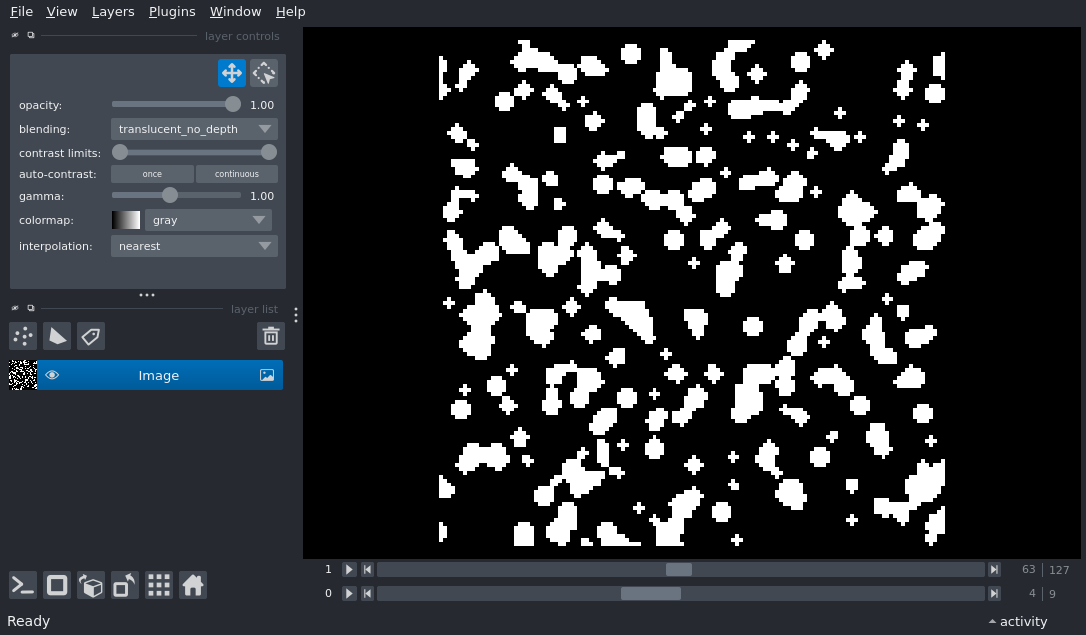 File View Layers Plugins Window Help
layer controls
opacity: 1.00
blending: translucent_no_depth
contrast limits:
auto-contrast: once continuous
gamma: 1.00
colormap: gray
interpolation: nearest
layer list
Image
1 63 127
0 4 9
Ready activity